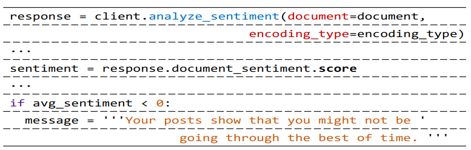 response = client.analyze_sentiment(document=document,
encoding_type=encoding_type)
...
sentiment = response.document_sentiment.score
...
if avg_sentiment < 0:
message = '''Your posts show that you might not be '
going through the best of time. '''